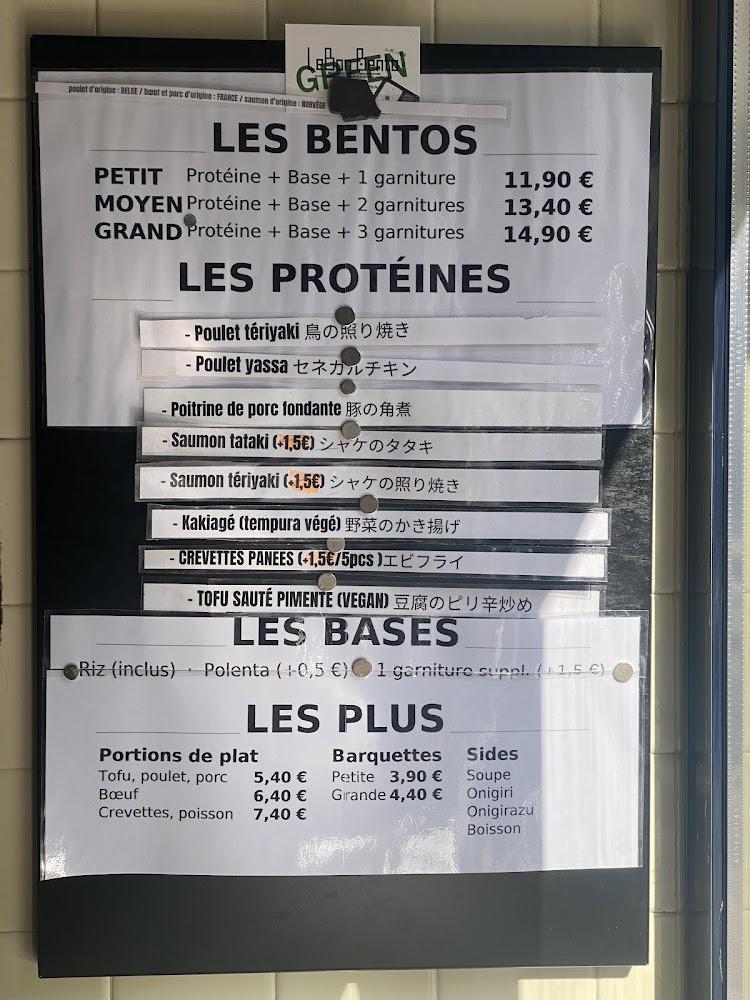 GREEN
poulet d'origine : BELGE / bœuf et porc d'origine : FRANCE / saumon d'origine : NORVÈGE
LES BENTOS
PETIT Protéine + Base + 1 garniture 11,90 €
MOYEN Protéine + Base + 2 garnitures 13,40 €
GRAND Protéine + Base + 3 garnitures 14,90 €
LES PROTÉINES
- Poulet tériyaki 鳥の照り焼き
- Poulet yassa セネガルチキン
- Poitrine de porc fondante 豚の角煮
- Saumon tataki (+1,5€) シャケのタタキ
- Saumon tériyaki (+1,5€) シャケの照り焼き
- Kakiagé (tempura végé) 野菜のかき揚げ
- CREVETTES PANEES (+1,5€/5pcs )エビフライ
- TOFU SAUTÉ PIMENTÉ (VEGAN) 豆腐のピリ辛炒め
LES BASES
Riz (inclus) · Polenta (+0,5 €) 1 garniture suppl. (+1,5 €)
LES PLUS
Portions de plat Barquettes Sides
Tofu, poulet, porc 5,40 € Petite 3,90 € Soupe
Bœuf 6,40 € Grande 4,40 € Onigiri
Crevettes, poisson 7,40 € Onigirazu
Boisson